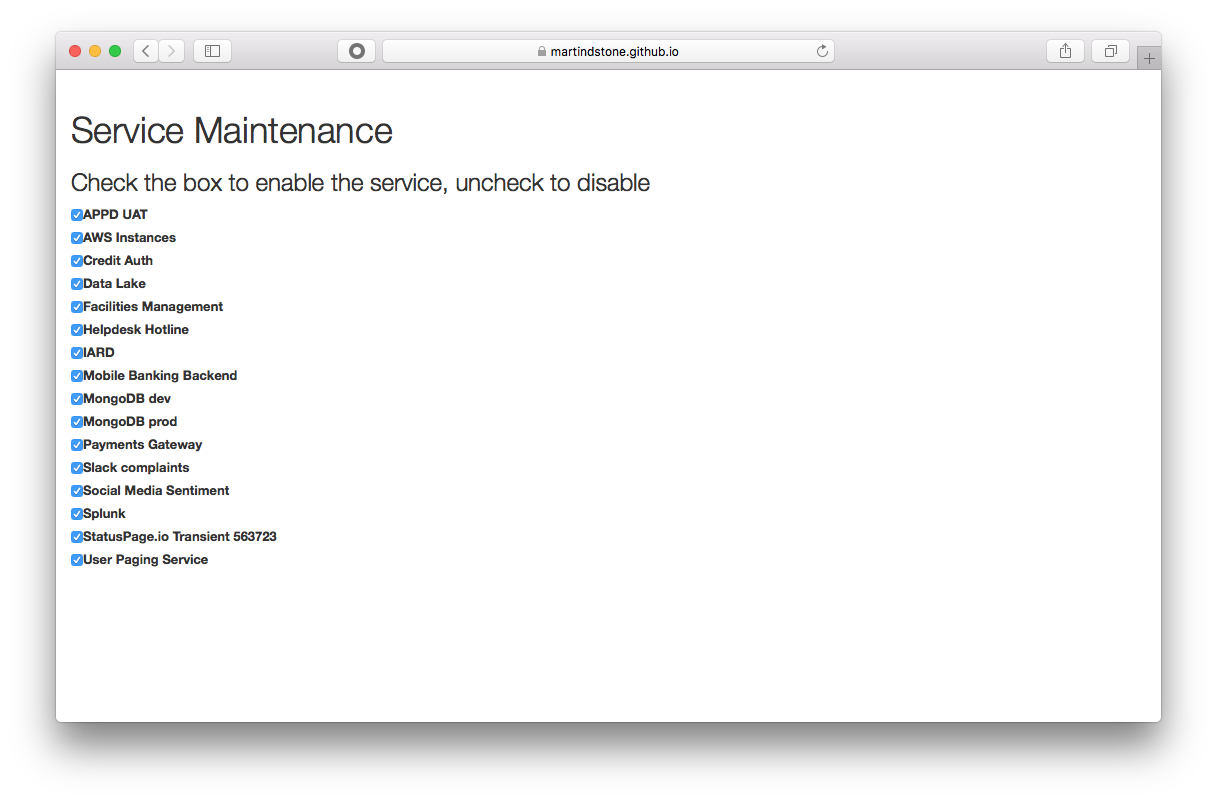 martindstone.github.io
Service Maintenance
Check the box to enable the service, uncheck to disable
APPD UAT
AWS Instances
Credit Auth
Data Lake
Facilities Management
Helpdesk Hotline
IARD
Mobile Banking Backend
MongoDB dev
MongoDB prod
Payments Gateway
Slack complaints
Social Media Sentiment
Splunk
StatusPage.io Transient 563723
User Paging Service